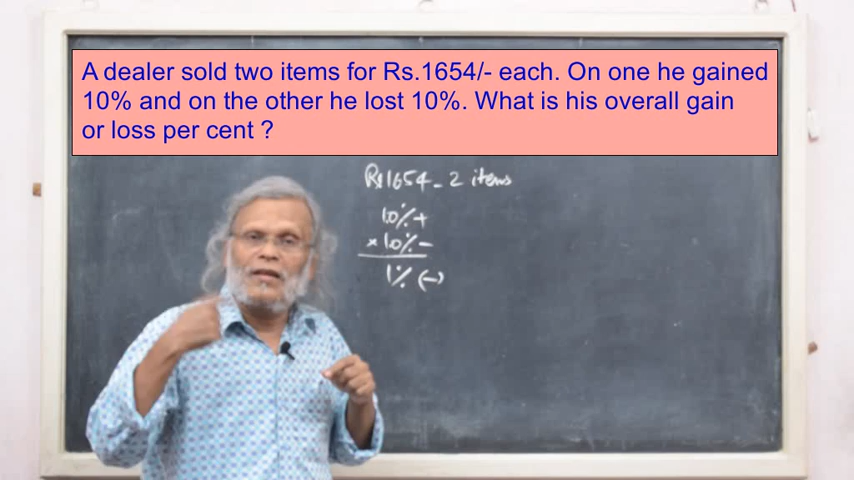 A dealer sold two items for Rs.1654/- each. On one he gained
10% and on the other he lost 10%. What is his overall gain
or loss per cent ?
Rs1654 - 2 items
10%+
× 10%-
1% (-)